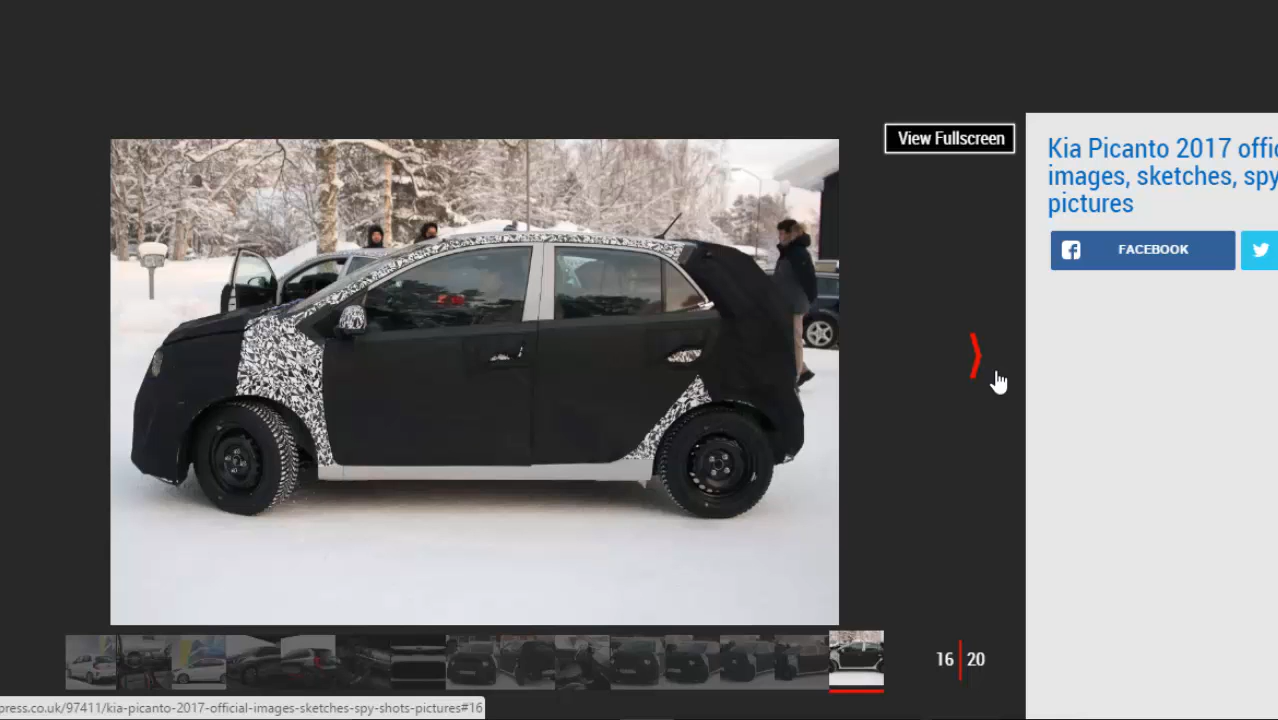 View Fullscreen
Kia Picanto 2017 offic
images, sketches, spy
pictures
FACEBOOK
16 20
press.co.uk/97411/kia-picanto-2017-official-images-sketches-spy-shots-pictures#16